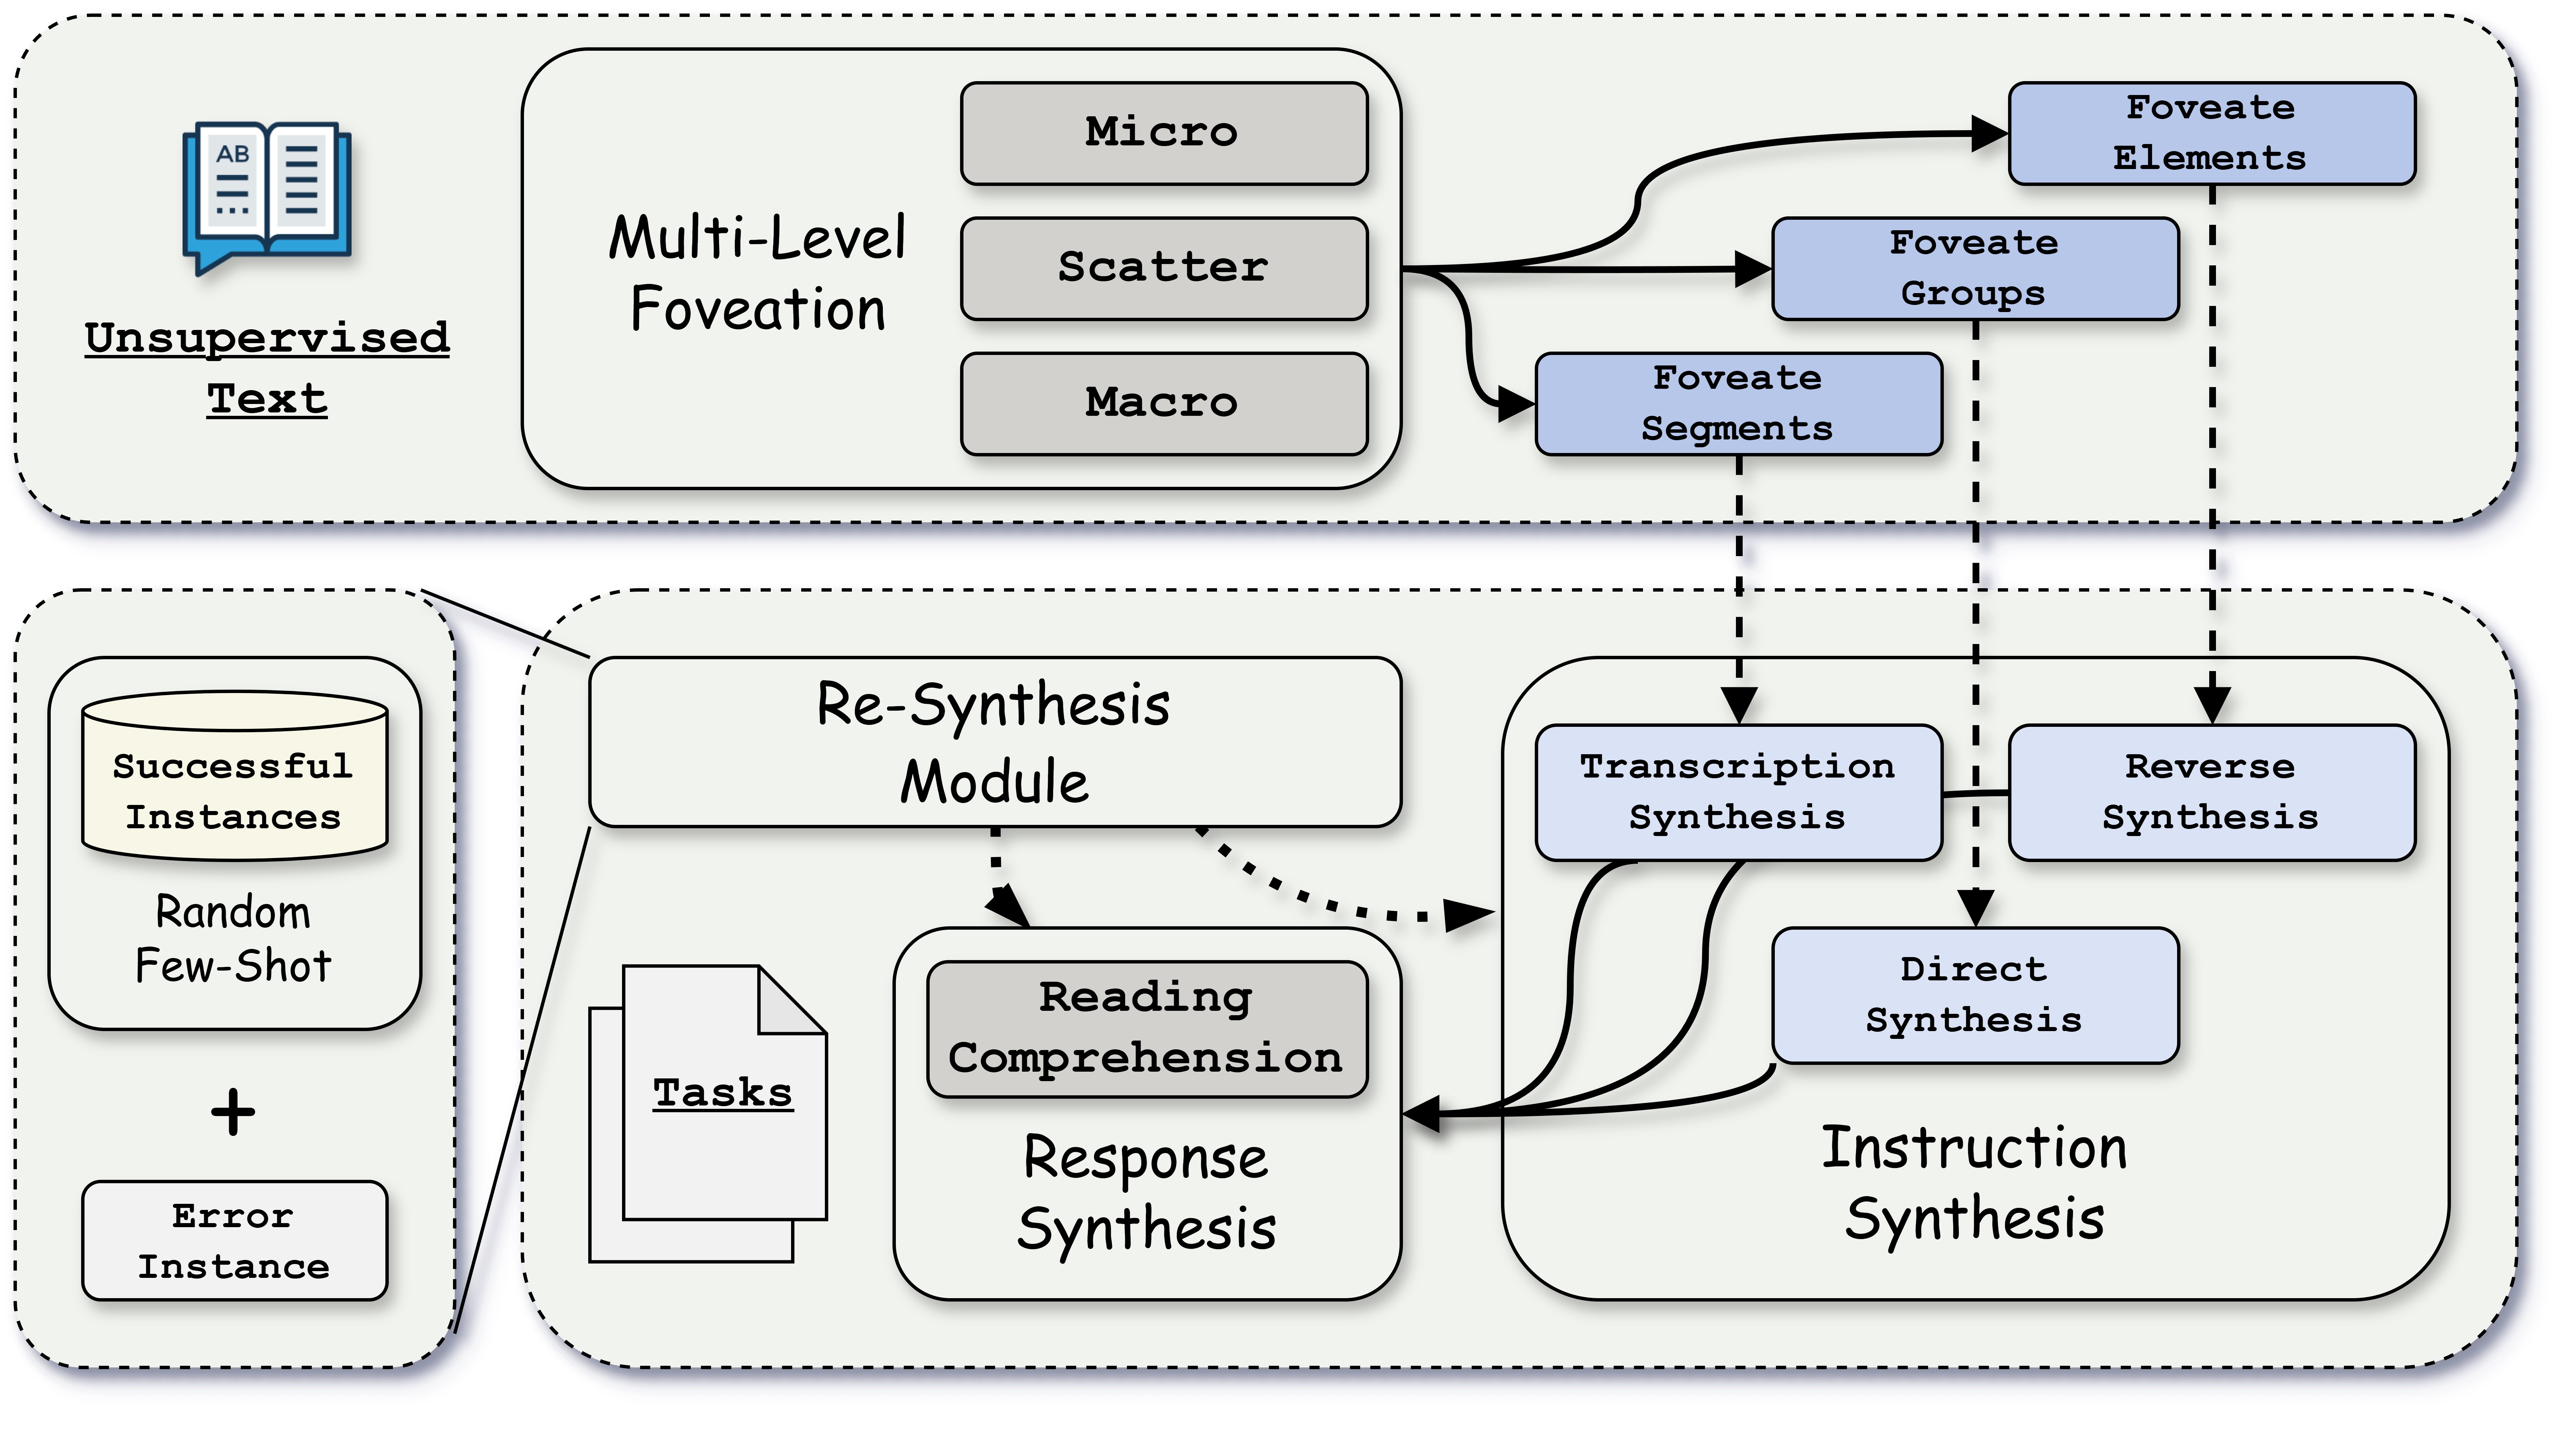 AB
Unsupervised
Text
Multi-Level
Foveation
Micro
Scatter
Macro
Foveate
Elements
Foveate
Groups
Foveate
Segments
Successful
Instances
Random
Few-Shot
+
Error
Instance
Re-Synthesis
Module
Tasks
Reading
Comprehension
Response
Synthesis
Transcription
Synthesis
Reverse
Synthesis
Direct
Synthesis
Instruction
Synthesis